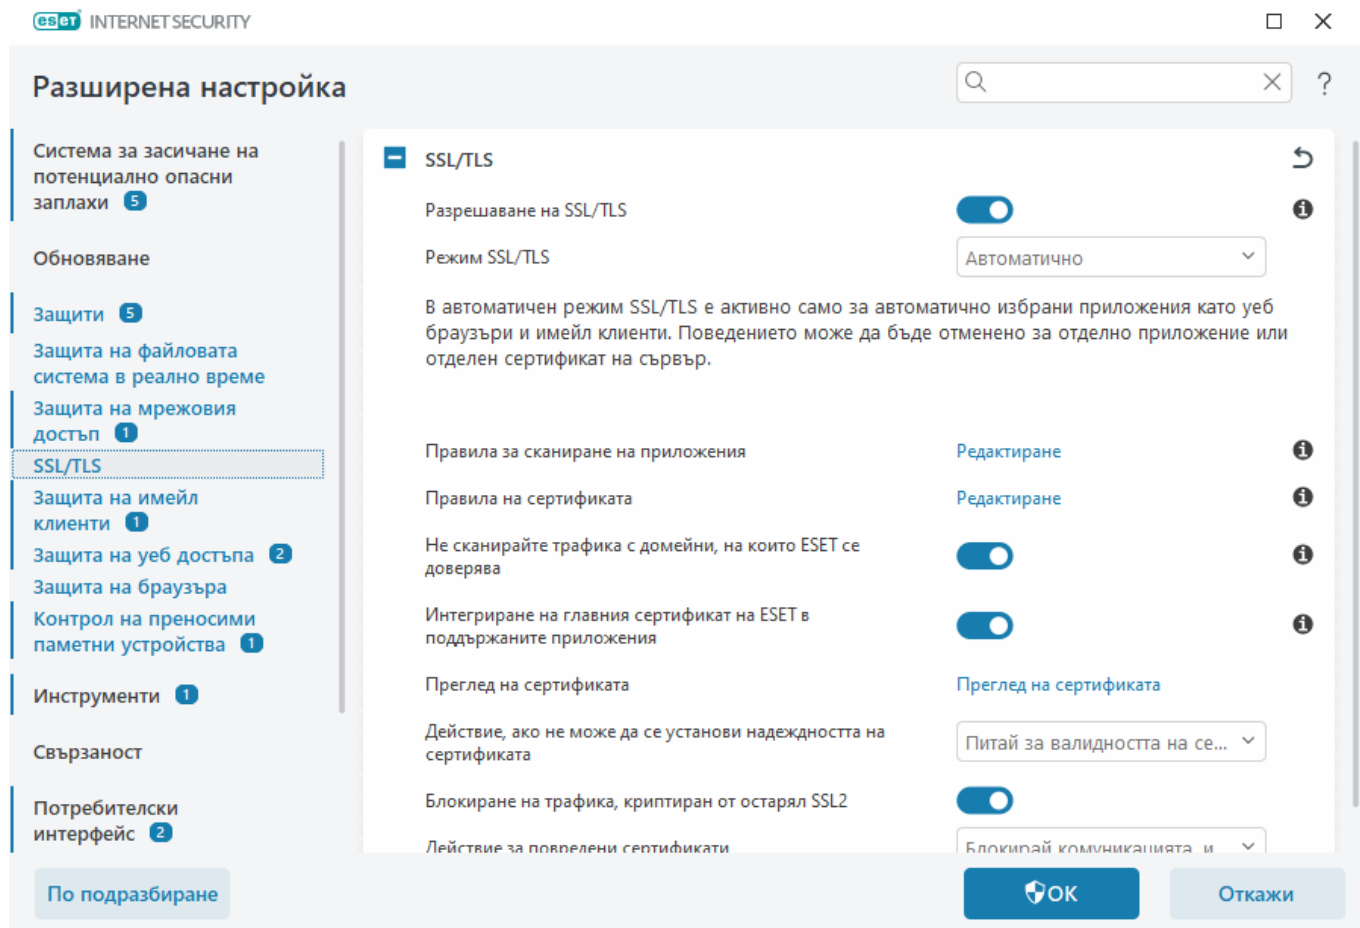 eset INTERNET SECURITY
Разширена настройка
?
Система за засичане на
потенциално опасни
заплахи 5
Обновяване
Защити 5
Защита на файловата
система в реално време
Защита на мрежовия
достъп 1
SSL/TLS
Защита на имейл
клиенти 1
Защита на уеб достъпа 2
Защита на браузъра
Контрол на преносими
паметни устройства 1
Инструменти 1
Свързаност
Потребителски
интерфейс 2
SSL/TLS
Разрешаване на SSL/TLS
Режим SSL/TLS
Автоматично
В автоматичен режим SSL/TLS е активно само за автоматично избрани приложения като уеб
браузъри и имейл клиенти. Поведението може да бъде отменено за отделно приложение или
отделен сертификат на сървър.
Правила за сканиране на приложения
Редактиране
Правила на сертификата
Редактиране
Не сканирайте трафика с домейни, на които ESET се
доверява
Интегриране на главния сертификат на ESET в
поддържаните приложения
Преглед на сертификата
Преглед на сертификата
Действие, ако не може да се установи надеждността на
сертификата
Питай за валидността на се...
Блокиране на трафика, криптиран от остарял SSL2
Действие за повредени сертификати
Блокирай комуникацията, и
По подразбиране
OK
Откажи